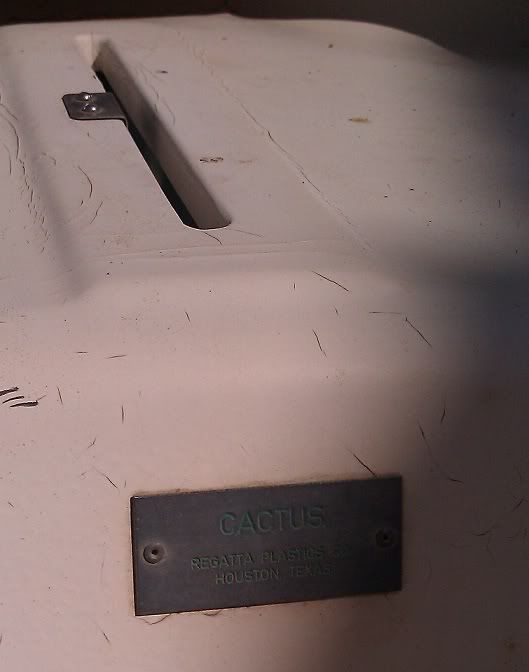 CACTUS
REGATTA PLASTICS CO
HOUSTON TEXAS